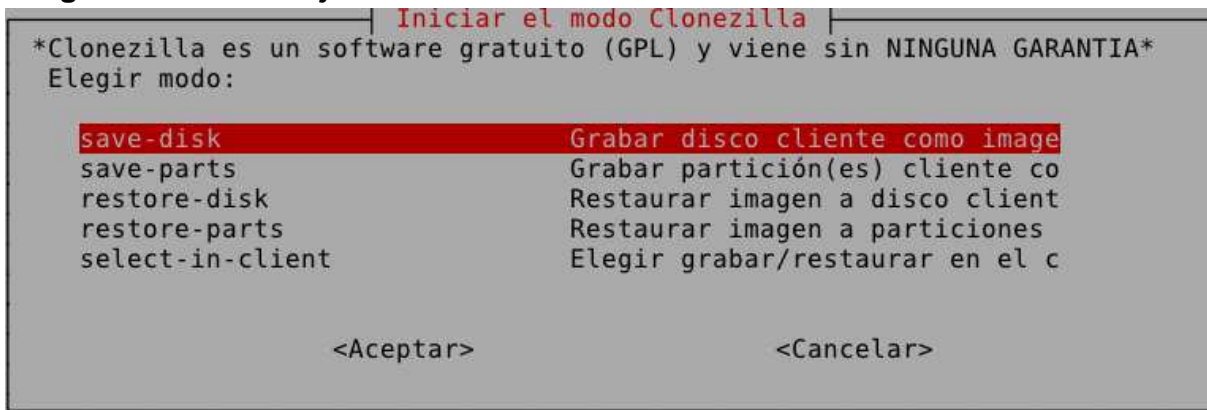 Iniciar el modo Clonezilla
*Clonezilla es un software gratuito (GPL) y viene sin NINGUNA GARANTIA*
Elegir modo:
save-disk Grabar disco cliente como image
save-parts Grabar partición(es) cliente co
restore-disk Restaurar imagen a disco client
restore-parts Restaurar imagen a particiones
select-in-client Elegir grabar/restaurar en el c
<Aceptar> <Cancelar>